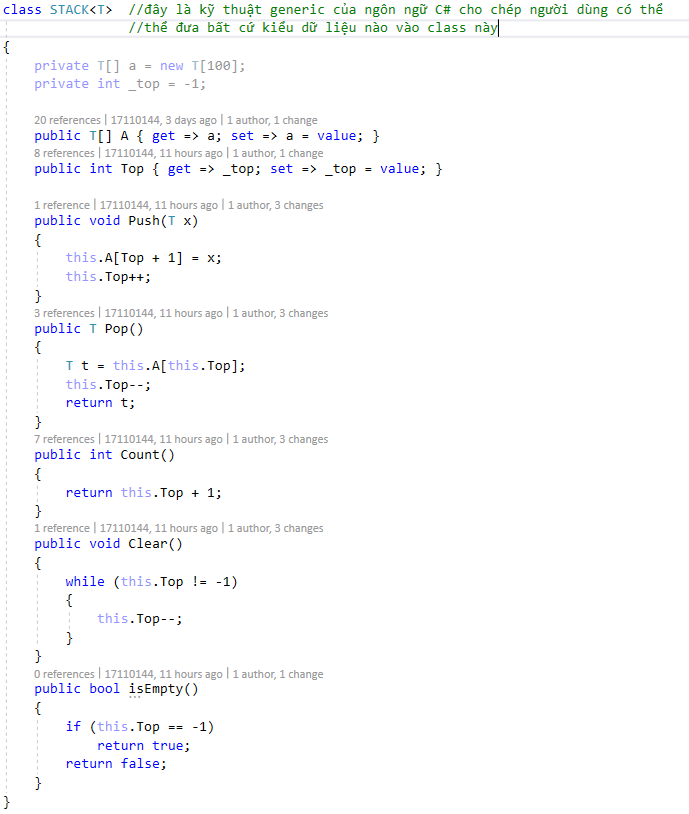 class STACK<T>  //đây là kỹ thuật generic của ngôn ngữ C# cho chép người dùng có thể
                //thể đưa bất cứ kiểu dữ liệu nào vào class này
{
    private T[] a = new T[100];
    private int _top = -1;
    20 references | 17110144, 3 days ago | 1 author, 1 change
    public T[] A { get => a; set => a = value; }
    8 references | 17110144, 11 hours ago | 1 author, 1 change
    public int Top { get => _top; set => _top = value; }
    1 reference | 17110144, 11 hours ago | 1 author, 3 changes
    public void Push(T x)
    {
        this.A[Top + 1] = x;
        this.Top++;
    }
    3 references | 17110144, 11 hours ago | 1 author, 3 changes
    public T Pop()
    {
        T t = this.A[this.Top];
        this.Top--;
        return t;
    }
    7 references | 17110144, 11 hours ago | 1 author, 3 changes
    public int Count()
    {
        return this.Top + 1;
    }
    1 reference | 17110144, 11 hours ago | 1 author, 3 changes
    public void Clear()
    {
        while (this.Top != -1)
        {
            this.Top--;
        }
    }
    0 references | 17110144, 11 hours ago | 1 author, 1 change
    public bool isEmpty()
    {
        if (this.Top == -1)
            return true;
        return false;
    }
}